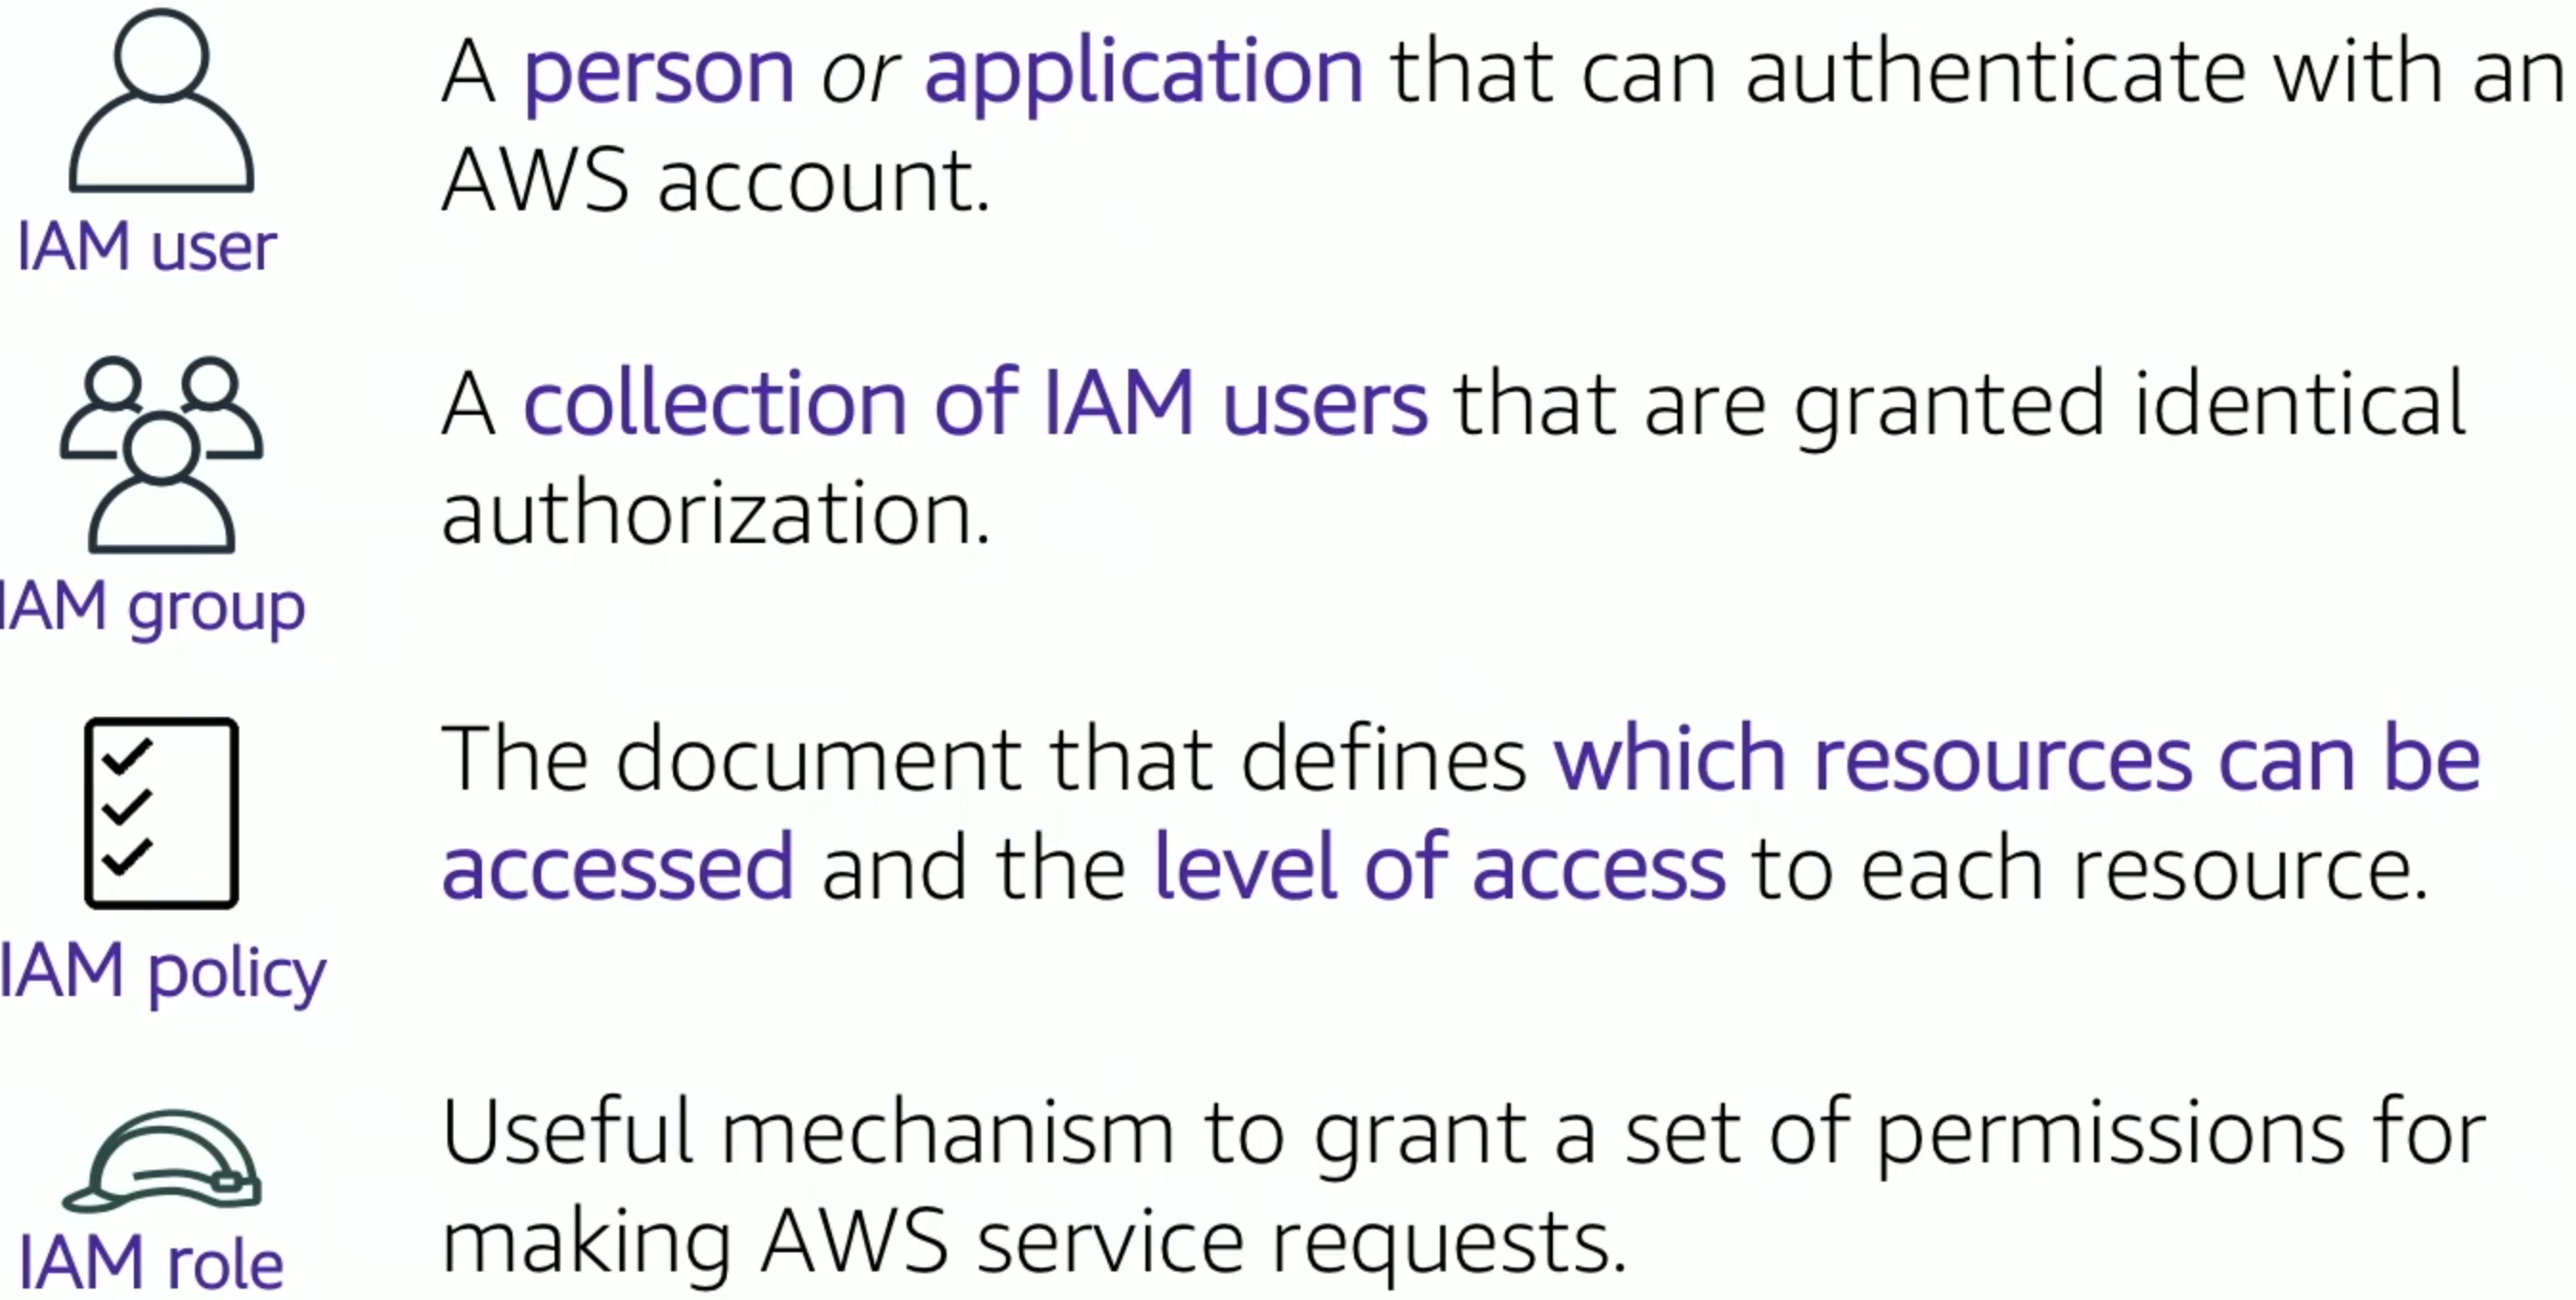 A person or application that can authenticate with an
AWS account.
IAM user
A collection of IAM users that are granted identical
authorization.
IAM group
The document that defines which resources can be
accessed and the level of access to each resource.
IAM policy
Useful mechanism to grant a set of permissions for
making AWS service requests.
IAM role